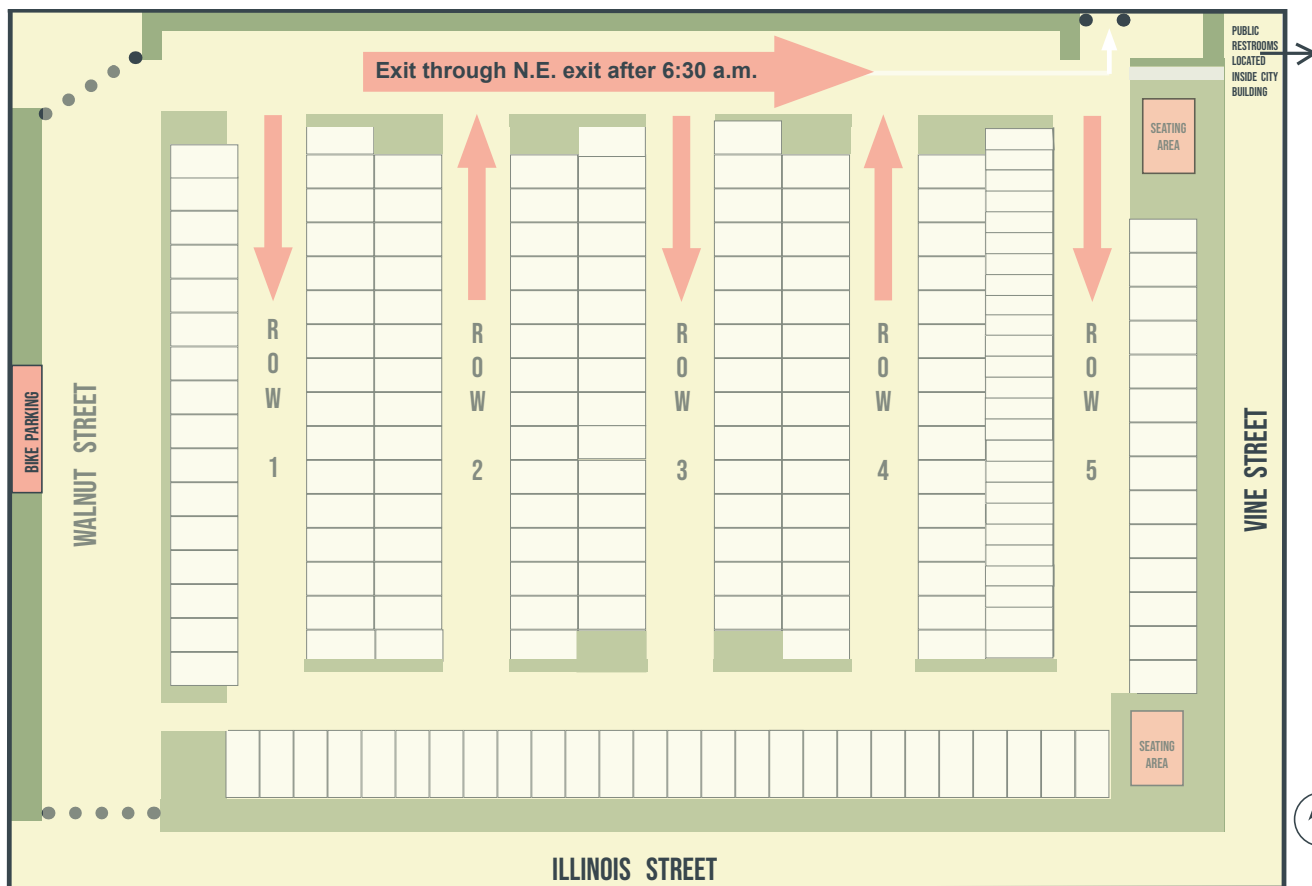 PUBLIC
RESTROOMS
LOCATED
INSIDE CITY
BUILDING
Exit through N.E. exit after 6:30 a.m.
SEATING
AREA
ROW 1
ROW 2
ROW 3
ROW 4
ROW 5
BIKE PARKING
WALNUT STREET
VINE STREET
SEATING
AREA
ILLINOIS STREET